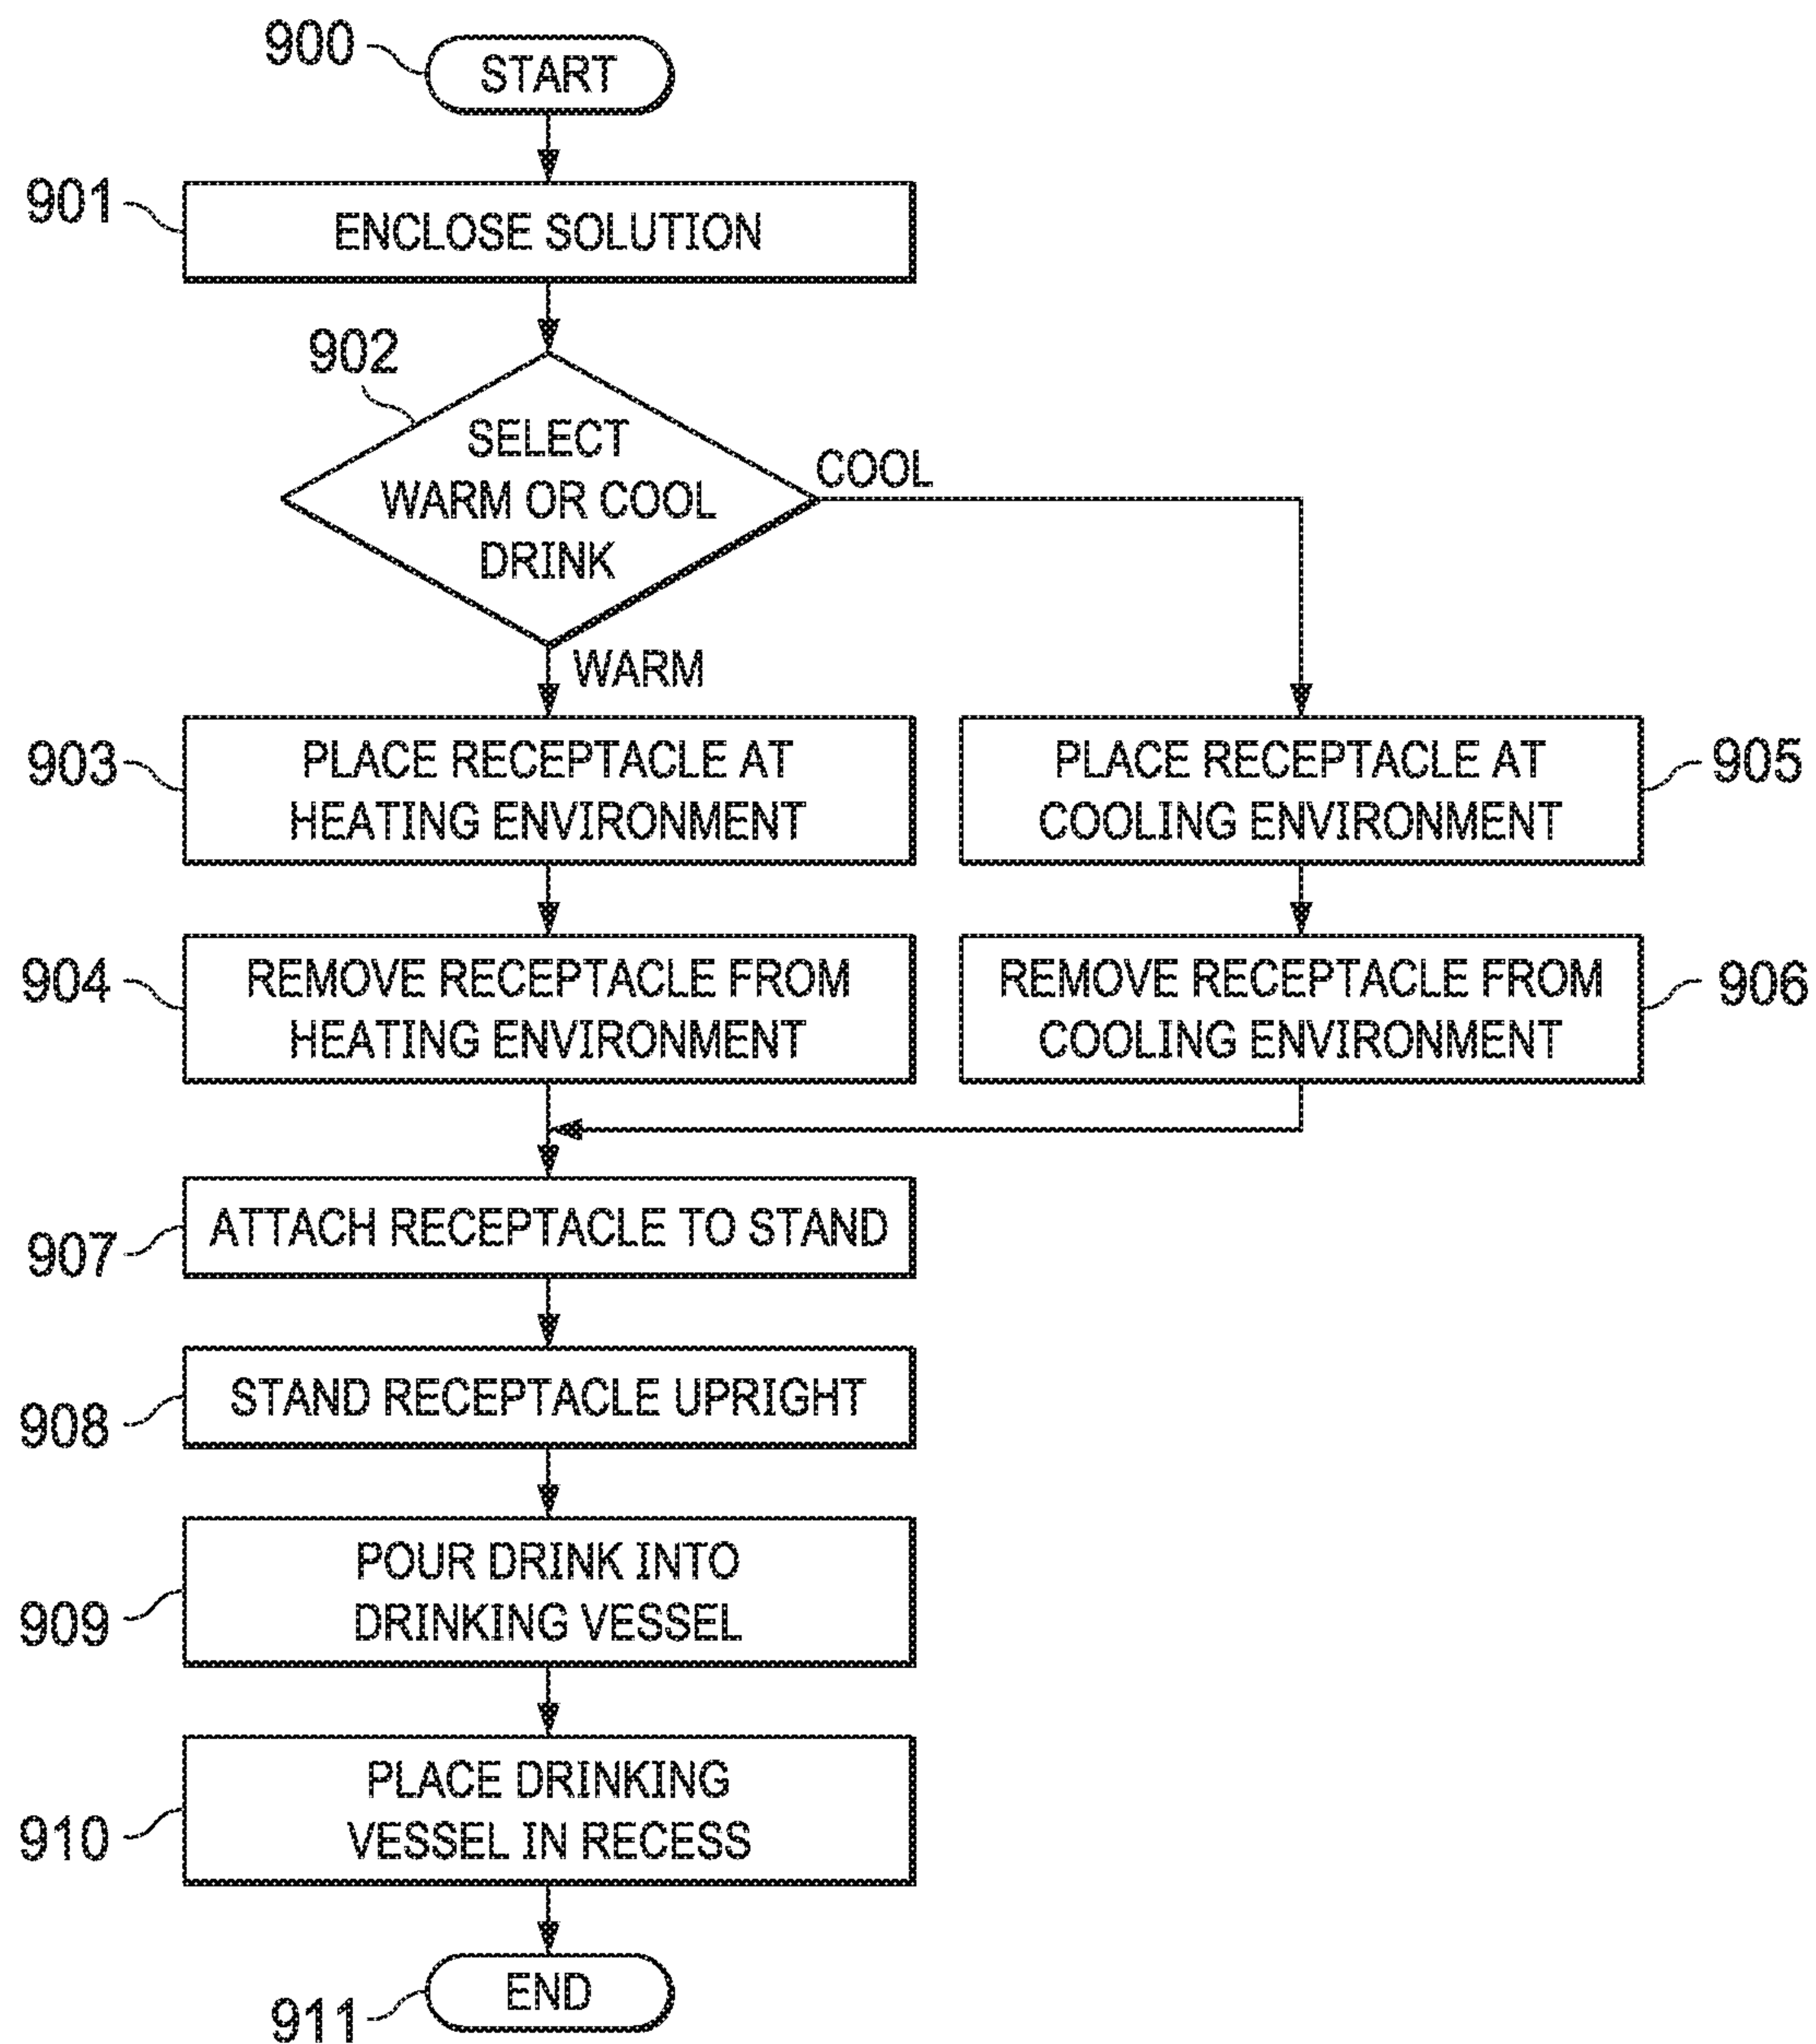 900
START
901
ENCLOSE SOLUTION
902
SELECT
WARM OR COOL
DRINK
COOL
WARM
903
PLACE RECEPTACLE AT
HEATING ENVIRONMENT
PLACE RECEPTACLE AT
COOLING ENVIRONMENT
905
904
REMOVE RECEPTACLE FROM
HEATING ENVIRONMENT
REMOVE RECEPTACLE FROM
COOLING ENVIRONMENT
906
907
ATTACH RECEPTACLE TO STAND
908
STAND RECEPTACLE UPRIGHT
909
POUR DRINK INTO
DRINKING VESSEL
910
PLACE DRINKING
VESSEL IN RECESS
911
END